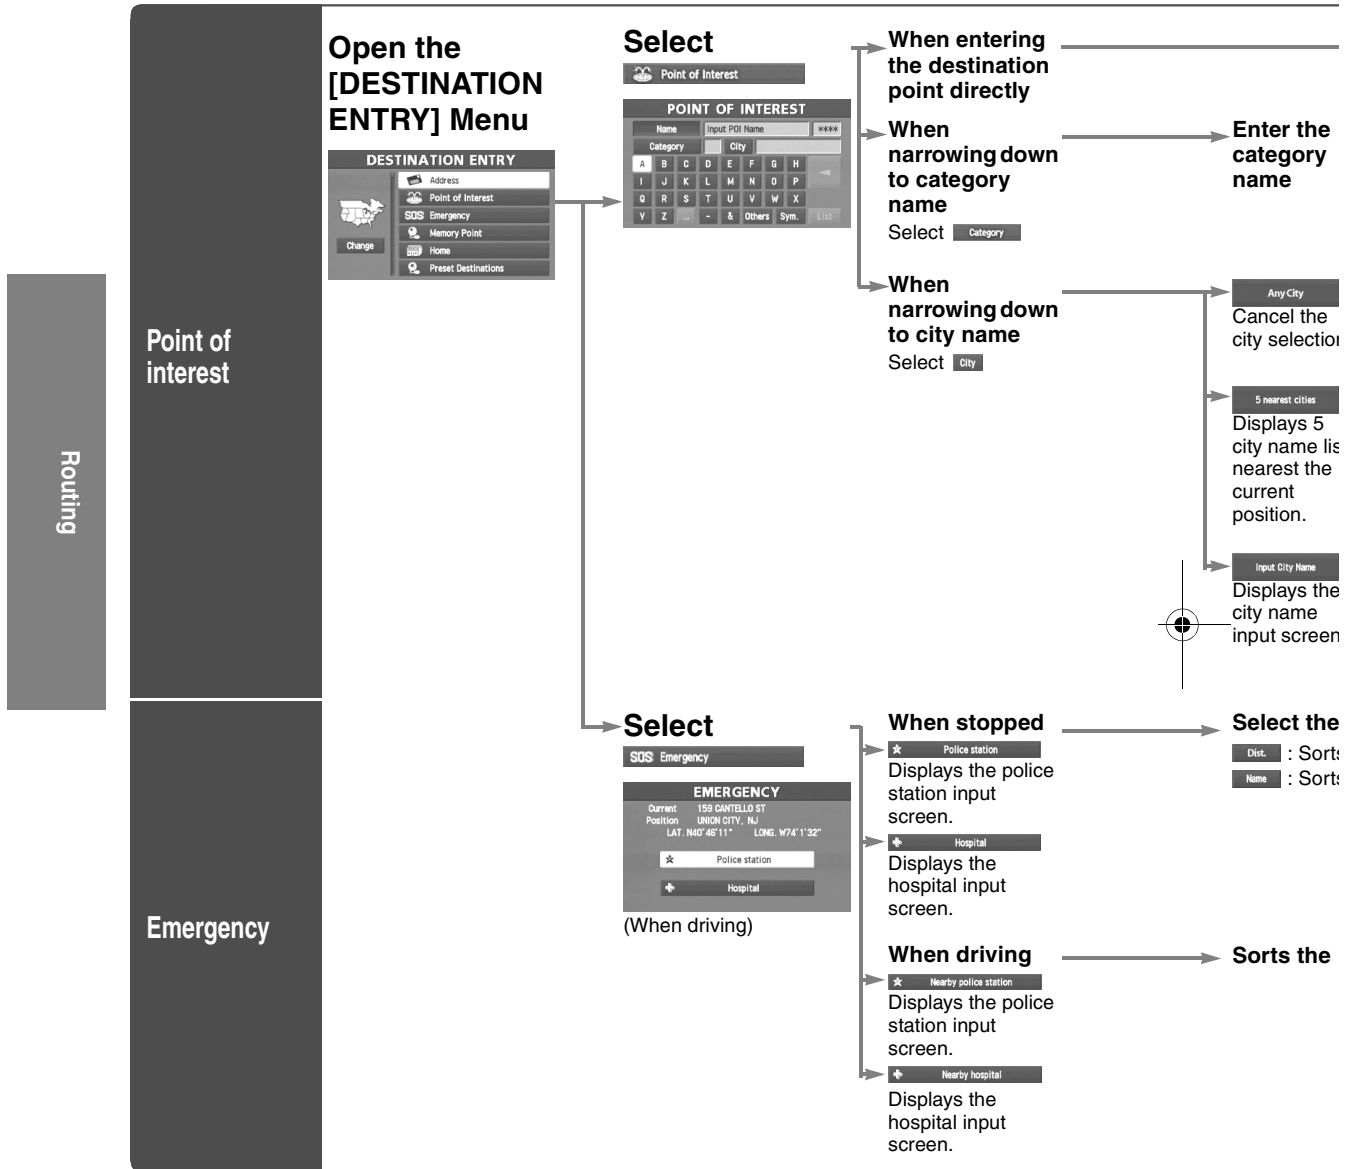 Routing
Point of
interest
Open the
[DESTINATION
ENTRY] Menu
DESTINATION ENTRY
Address
Point of Interest
SOS Emergency
Memory Point
Change
Home
Preset Destinations
Select
Point of Interest
POINT OF INTEREST
Name Input POI Name ****
Category City
A B C D E F G H
I J K L M N O P
Q R S T U V W X
Y Z - & Others Sym. List
When entering
the destination
point directly
When
narrowing down
to category
name
Select Category
Enter the
category
name
When
narrowing down
to city name
Select City
Any City
Cancel the
city selection
5 nearest cities
Displays 5
city name lis
nearest the
current
position.
Input City Name
Displays the
city name
input screen
Emergency
Select
SOS Emergency
EMERGENCY
Current 159 CANTELLO ST
Position UNION CITY, NJ
LAT. N40°46'11" LONG. W74°1'32"
Police station
Hospital
(When driving)
When stopped
Police station
Displays the police
station input
screen.
Hospital
Displays the
hospital input
screen.
Select the
Dist. : Sorts
Name : Sorts
When driving
Nearby police station
Displays the police
station input
screen.
Nearby hospital
Displays the
hospital input
screen.
Sorts the